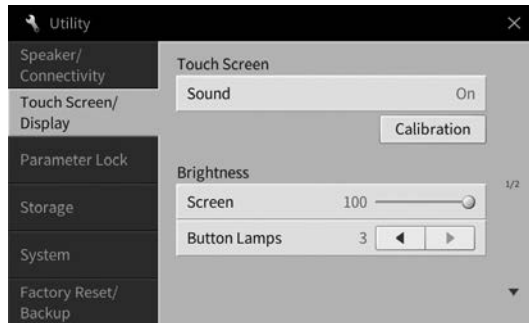 Utility
Speaker/
Connectivity
Touch Screen/
Display
Parameter Lock
Storage
System
Factory Reset/
Backup
Touch Screen
Sound On
Calibration
Brightness
Screen 100
Button Lamps 3
1/2